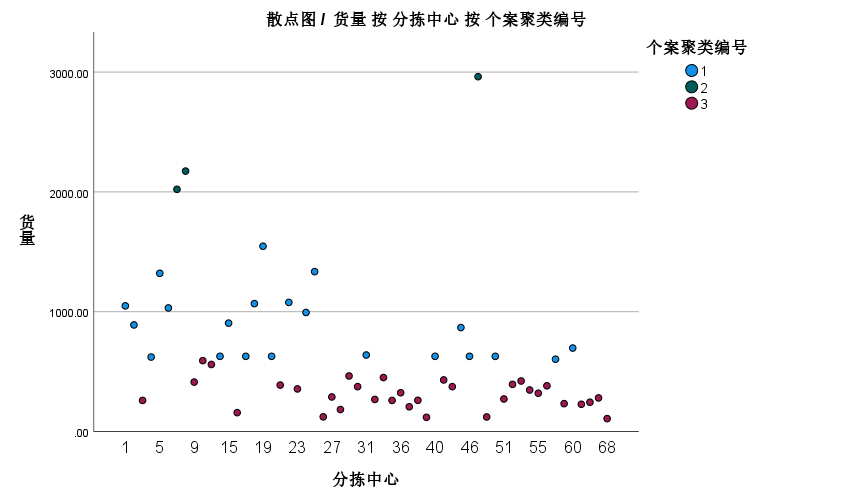 散点图 / 货量 按 分拣中心 按 个案聚类编号
个案聚类编号
1
2
3
3000.00
2000.00
1000.00
.00
货量
1 5 9 15 19 23 27 31 36 40 46 51 55 60 68
分拣中心